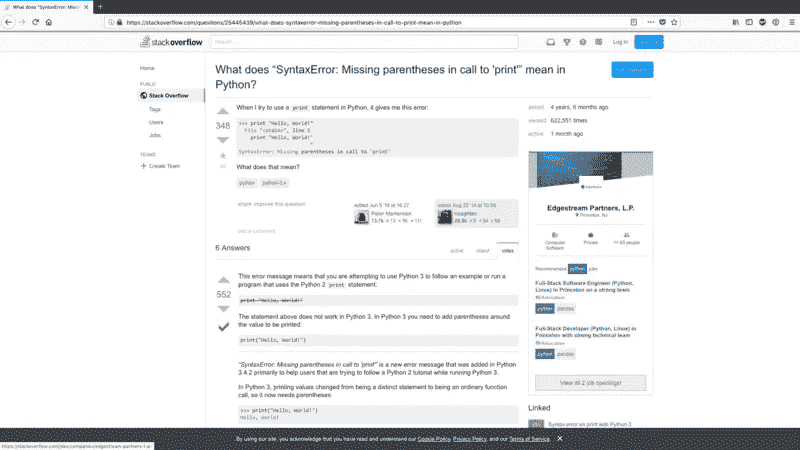 What does "SyntaxError: Missi
https://stackoverflow.com/questions/25445439/what-does-syntaxerror-missing-parentheses-in-call-to-print-mean-in-python
stackoverflow
Search
Log In
Home
PUBLIC
Stack Overflow
Tags
Users
Jobs
TEAMS
Create Team
What does “SyntaxError: Missing parentheses in call to 'print'” mean in
Python?
When I try to use a print statement in Python, it gives me this error:
348
>>> print "Hello, World!"
File "<stdin>", line 1
print "Hello, World!"
^
SyntaxError: Missing parentheses in call to 'print'
What does that mean?
python python-3.x
share improve this question
edited Jun 5 '18 at 16:27
Peter Mortensen
asked 4 years, 6 months ago
viewed 622,551 times
active 1 month ago
add a comment
6 Answers
active oldest votes
552
This error message means that you are attempting to use Python 3 to follow an example or run a
program that uses the Python 2 print statement:
print "Hello, World!"
The statement above does not work in Python 3. In Python 3 you need to add parentheses around
the value to be printed:
print("Hello, World!")
"SyntaxError: Missing parentheses in call to 'print'" is a new error message that was added in Python
3.4.2 primarily to help users that are trying to follow a Python 2 tutorial while running Python 3.
In Python 3, printing values changed from being a distinct statement to being an ordinary function
call, so it now needs parentheses:
>>> print("Hello, World!")
Hello, World!
Edgestream Partners, L.P.
Princeton, NJ
Computer
Software
Private
11-50 people
Recommended python jobs
Full-Stack Software Engineer (Python,
Linux) in Princeton on a strong team
python pandas
Full-Stack Developer (Python, Linux) in
Princeton with strong technical team
python pandas
View all 2 job openings!
Linked
Syntax error on print with Python 3
By using our site, you acknowledge that you have read and understand our Cookie Policy, Privacy Policy, and our Terms of Service.
https://stackoverflow.com/jobs/companies/edgestream-partners-l-p-